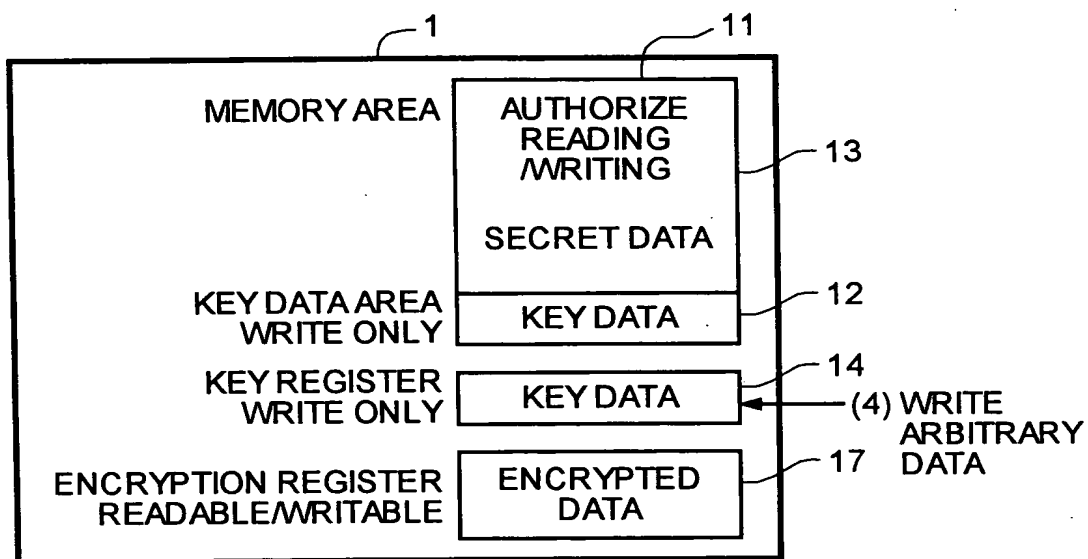 1
11
MEMORY AREA
AUTHORIZE
READING
/WRITING
13
SECRET DATA
KEY DATA AREA
WRITE ONLY
KEY DATA
12
KEY REGISTER
WRITE ONLY
KEY DATA
14
(4) WRITE
ARBITRARY
DATA
ENCRYPTION REGISTER
READABLE/WRITABLE
ENCRYPTED
DATA
17